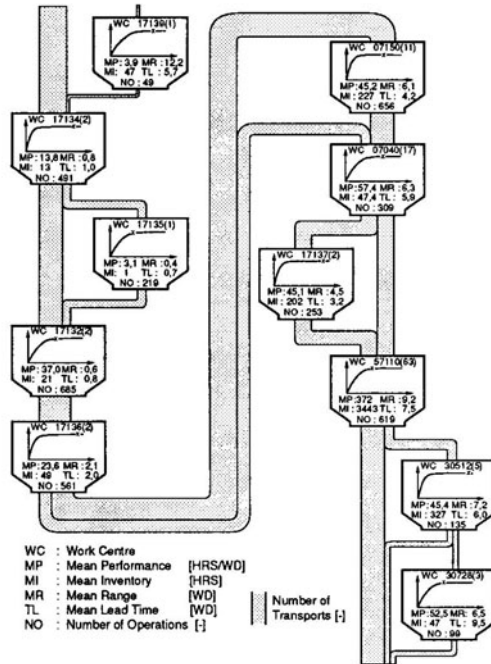 WC 17139(1)
MP:3,9 MR:12,2
MI: 47 TL: 5,7
NO: 49
WC 17134(2)
MP:13,8 MR:0,8
MI: 13 TL: 1,0
NO: 491
WC 17135(1)
MP:3,1 MR:0,4
MI: 1 TL: 0,7
NO: 219
WC 17132(2)
MP:37,0 MR:0,6
MI: 21 TL: 0,8
NO: 685
WC 17136(2)
MP:23,6 MR:2,1
MI: 49 TL: 2,0
NO: 561
WC 07150(11)
MP:45,2 MR:6,1
MI: 227 TL: 4,2
NO: 656
WC 07040(17)
MP:57,4 MR:6,3
MI: 47,4 TL: 5,9
NO: 309
WC 17137(2)
MP:45,1 MR: 4,5
MI: 202 TL: 3,2
NO: 253
WC 57110(63)
MP:372 MR: 9,2
MI: 3443 TL: 7,5
NO: 619
WC 30512(5)
MP:45,4 MR:7,2
MI: 327 TL: 6,0
NO: 135
WC 30728(3)
MP:52,5 MR: 6,5
MI: 47 TL: 9,5
NO: 99
WC : Work Centre
MP : Mean Performance [HRS/WD]
MI : Mean Inventory [HRS]
MR : Mean Range [WD]
TL : Mean Lead Time [WD]
NO : Number of Operations [-]
Number of
Transports [-]